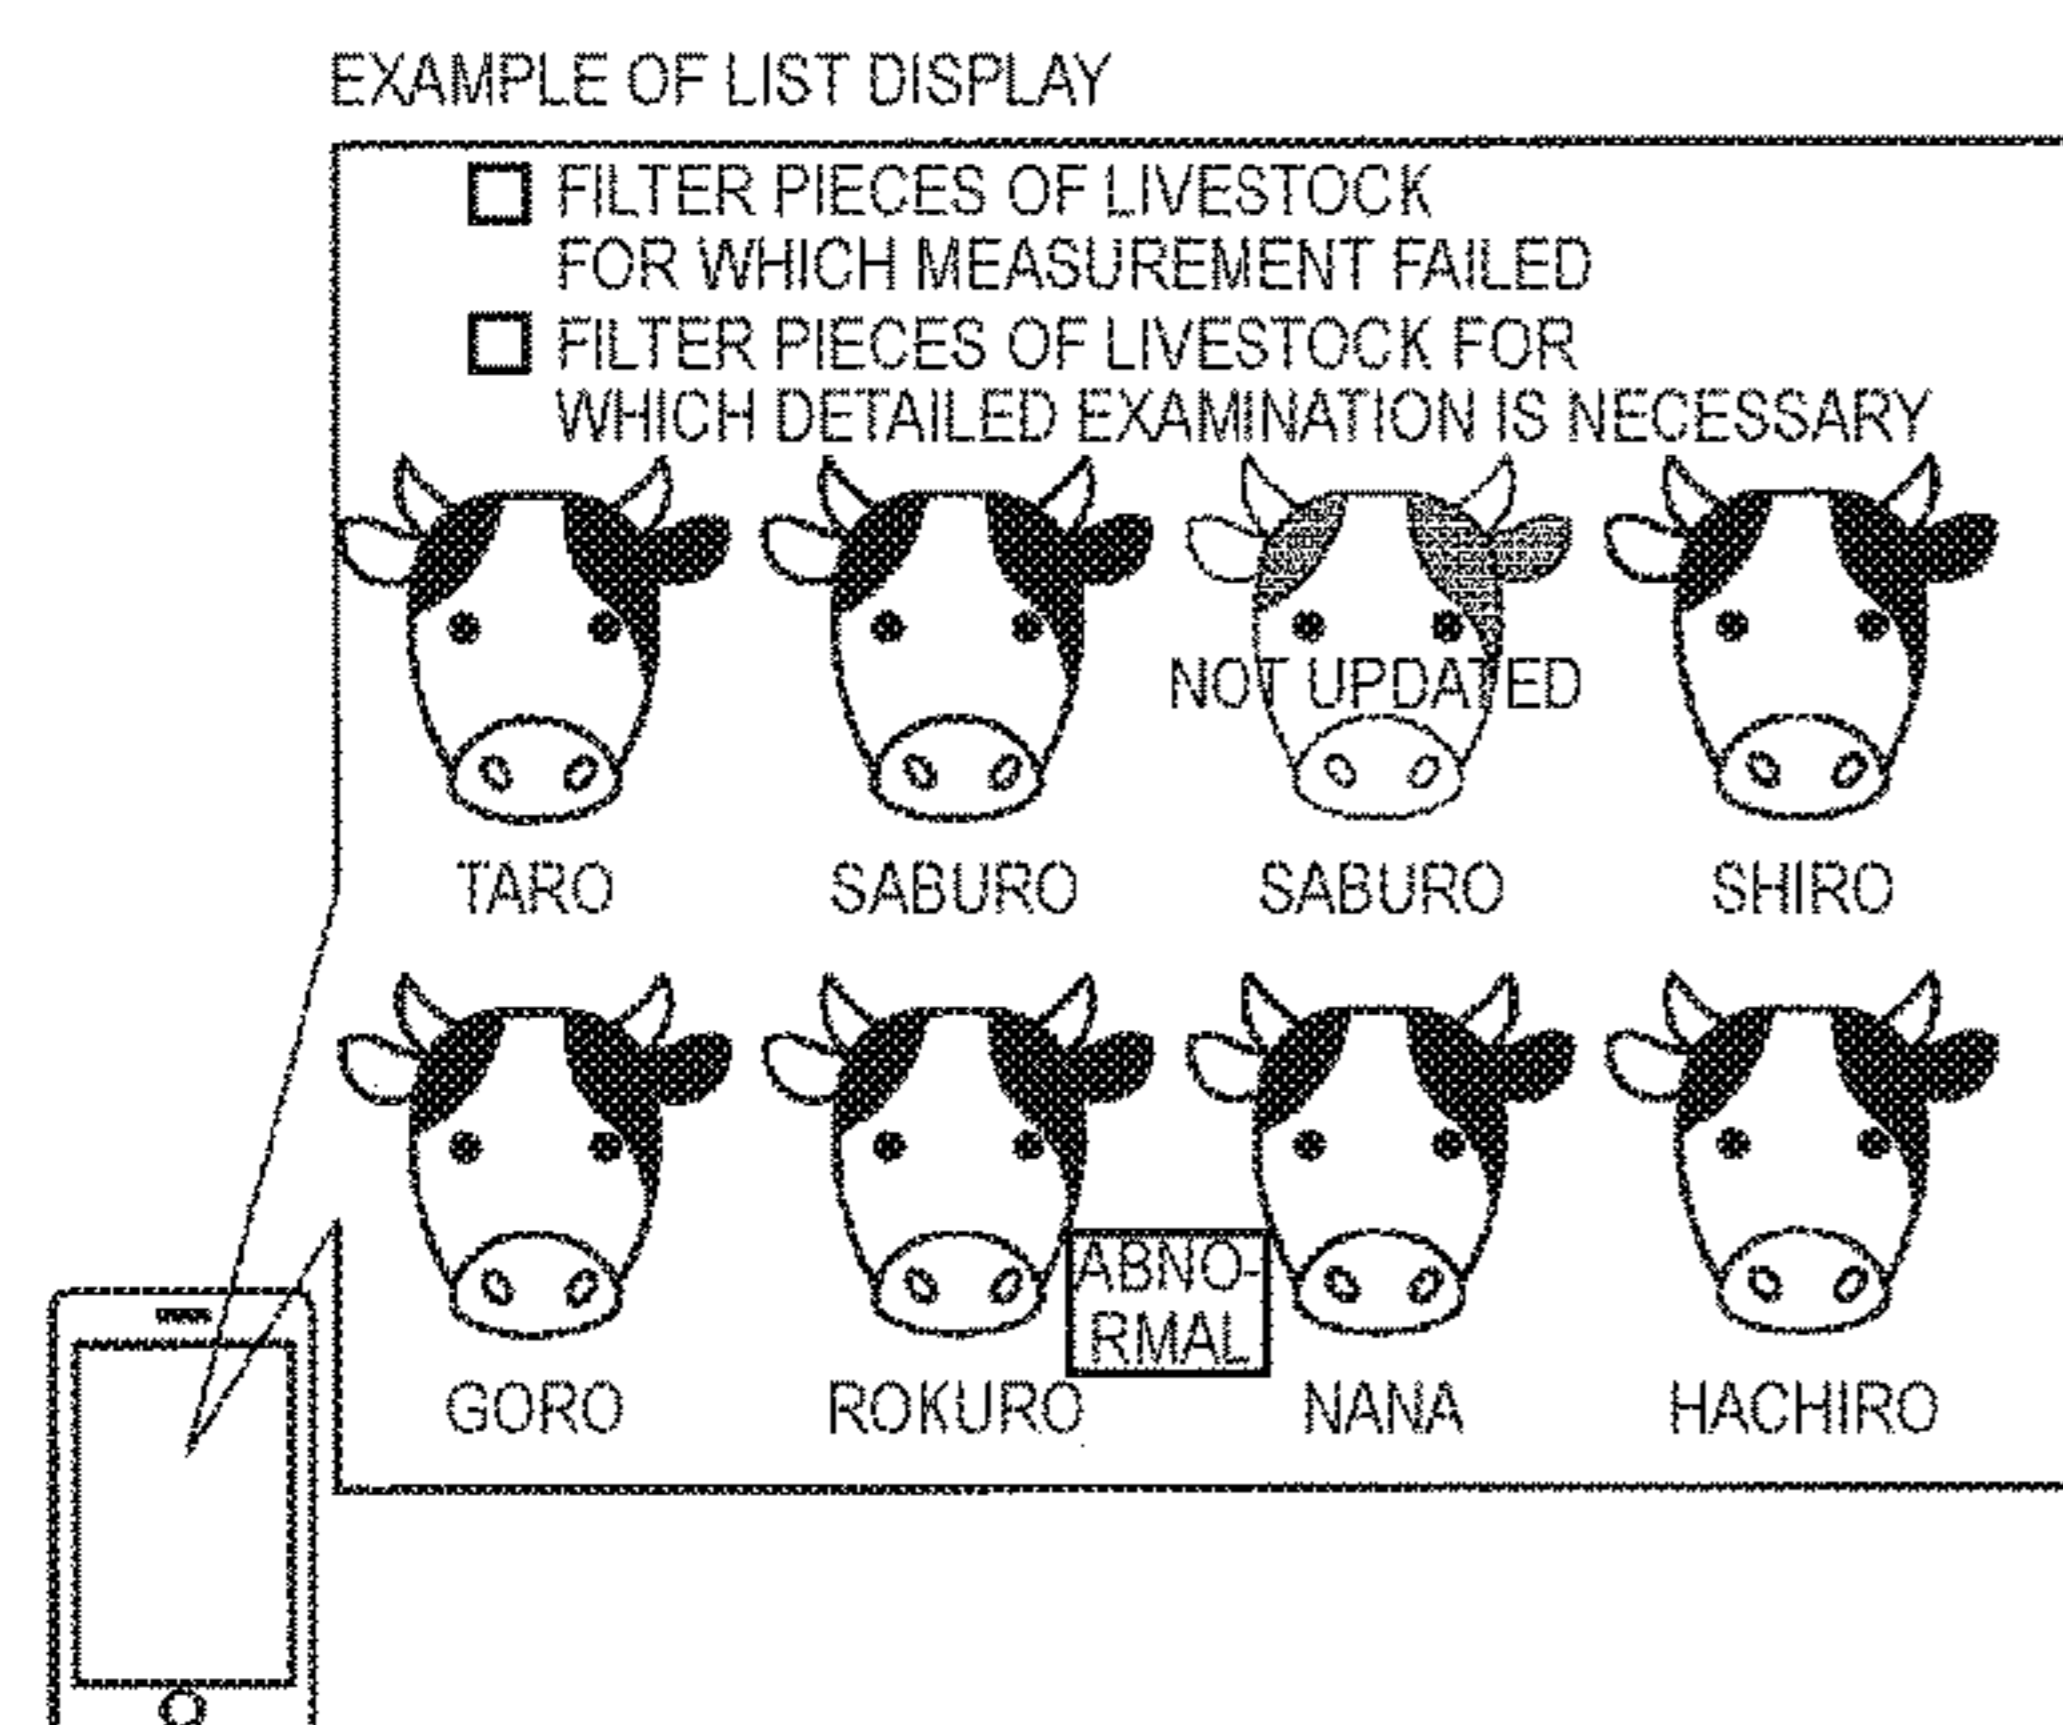 EXAMPLE OF LIST DISPLAY
FILTER PIECES OF LIVESTOCK
FOR WHICH MEASUREMENT FAILED
FILTER PIECES OF LIVESTOCK FOR
WHICH DETAILED EXAMINATION IS NECESSARY
NOT UPDATED
TARO
SABURO
SABURO
SHIRO
ABNO-
RMAL
GORO
ROKURO
NANA
HACHIRO